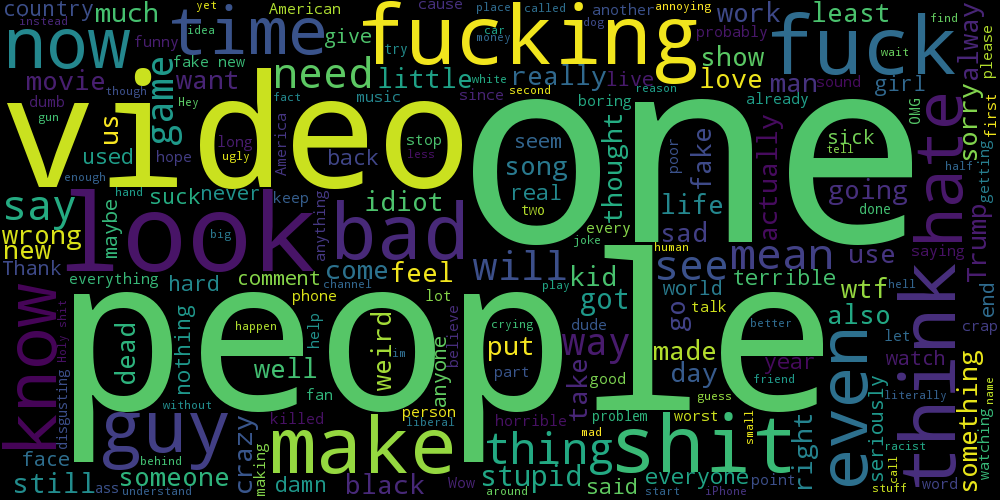 country much yet American cause place called another annoying
instead time fucking work least find
now funny idea give try dog probably fuck always
fake new car money wait please
movie want need little really live show man girl
though Hey fact music white second reason love sound
video dumb gun game us long America since boring already OMG first
stop less seem thought poor fake actually sick tell
used ugly back song one
enough hope real life going getting half
say hand suck never keep idiot two every done hate sorry
wrong maybe look big anything bad joke sad
new Thank come feel will human see mean use saying Trump
everything hard comment channel play kid terrible hell
know Holy shit phone lot got world go talk wtf end
people dead nothing happen help weird crying dude better also crap
im believe put way made let think
well anyone part day year watch
disgusting without fan good take guess friend even literally
guy killed person liberal horrible problem worst small seriously something name
face crazy make mad thing shit right racist watching
behind Wow call
still someone making damn black stupid said everyone point stuff word
ass understand around start iPhone